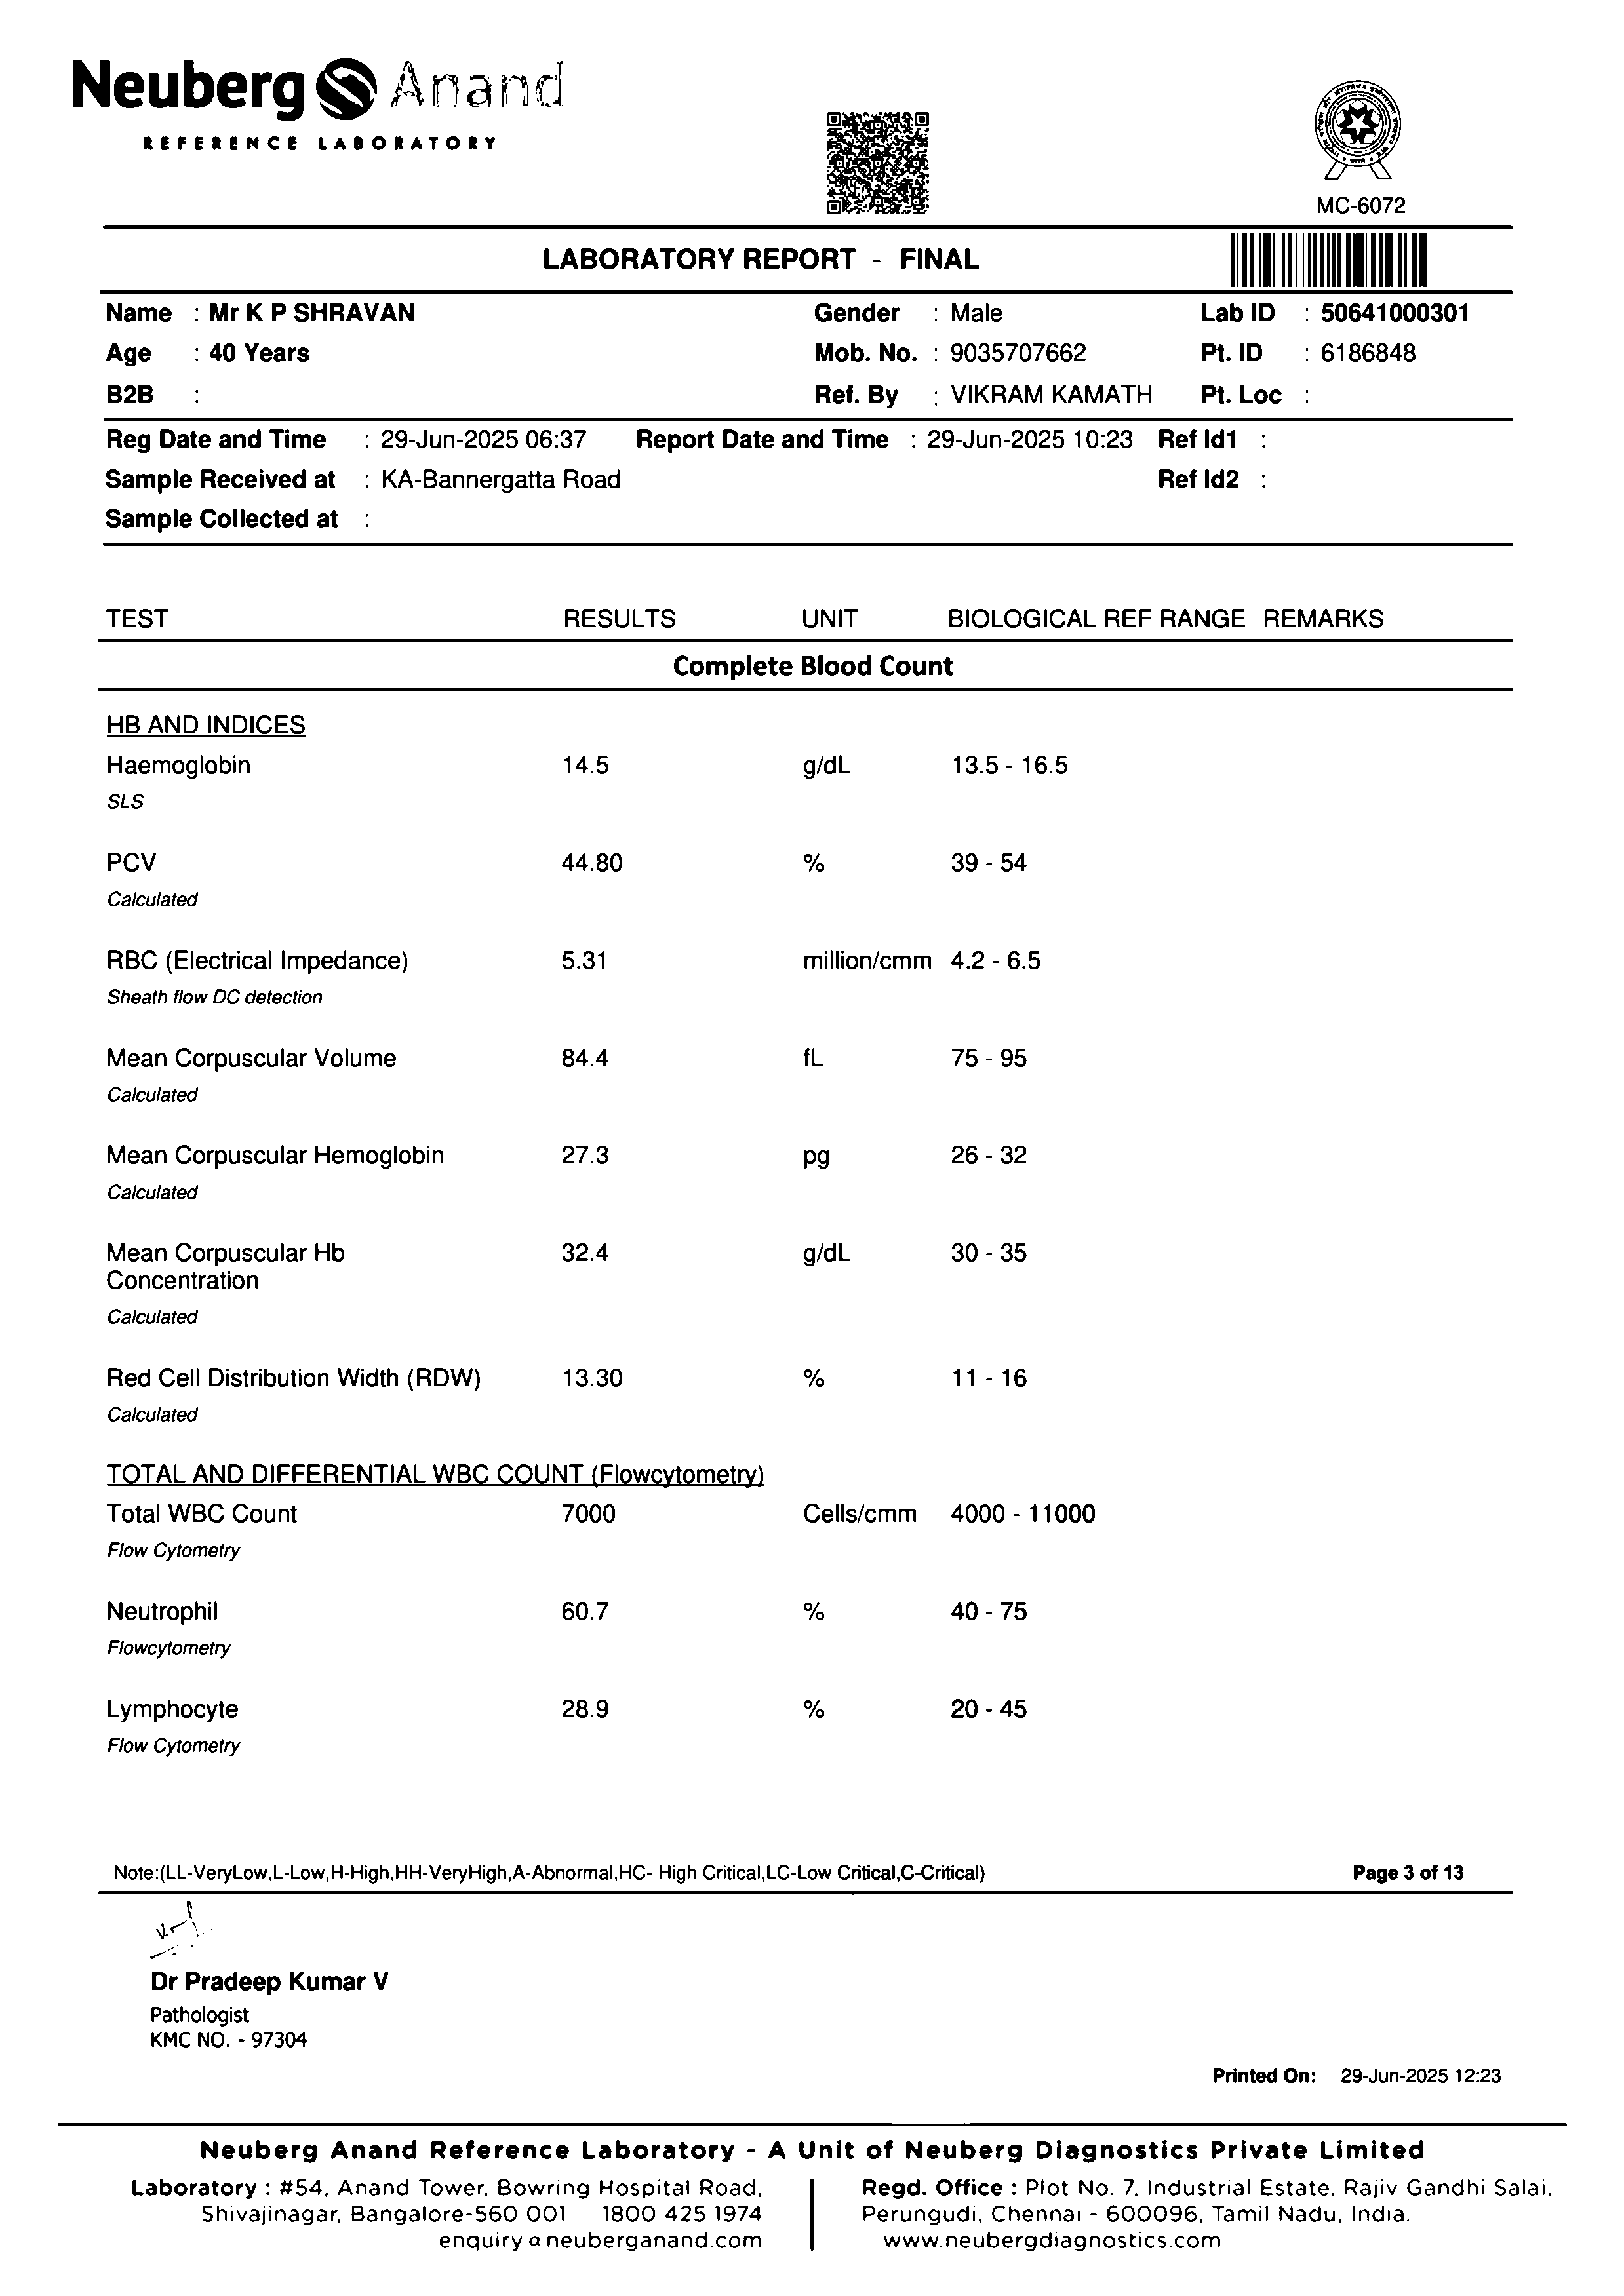 Neuberg Anand
REFERENCE LABORATORY
MC-6072
LABORATORY REPORT - FINAL
Name : Mr K P SHRAVAN Gender : Male Lab ID : 50641000301
Age : 40 Years Mob. No. : 9035707662 Pt. ID : 6186848
B2B : Ref. By : VIKRAM KAMATH Pt. Loc :
Reg Date and Time : 29-Jun-2025 06:37 Report Date and Time : 29-Jun-2025 10:23 Ref Id1 :
Sample Received at : KA-Bannergatta Road Ref Id2 :
Sample Collected at :
TEST RESULTS UNIT BIOLOGICAL REF RANGE REMARKS
Complete Blood Count
HB AND INDICES
Haemoglobin 14.5 g/dL 13.5 - 16.5
SLS
PCV 44.80 % 39 - 54
Calculated
RBC (Electrical Impedance) 5.31 million/cmm 4.2 - 6.5
Sheath flow DC detection
Mean Corpuscular Volume 84.4 fL 75 - 95
Calculated
Mean Corpuscular Hemoglobin 27.3 pg 26 - 32
Calculated
Mean Corpuscular Hb 32.4 g/dL 30 - 35
Concentration
Calculated
Red Cell Distribution Width (RDW) 13.30 % 11 - 16
Calculated
TOTAL AND DIFFERENTIAL WBC COUNT (Flowcytometry)
Total WBC Count 7000 Cells/cmm 4000 - 11000
Flow Cytometry
Neutrophil 60.7 % 40 - 75
Flowcytometry
Lymphocyte 28.9 % 20 - 45
Flow Cytometry
Note:(LL-VeryLow,L-Low,H-High,HH-VeryHigh,A-Abnormal,HC- High Critical,LC-Low Critical,C-Critical) Page 3 of 13
Dr Pradeep Kumar V
Pathologist
KMC NO. - 97304
Printed On: 29-Jun-2025 12:23
Neuberg Anand Reference Laboratory - A Unit of Neuberg Diagnostics Private Limited
Laboratory : #54, Anand Tower, Bowring Hospital Road, Regd. Office : Plot No. 7, Industrial Estate, Rajiv Gandhi Salai,
Shivajinagar, Bangalore-560 001 1800 425 1974 Perungudi, Chennai - 600096, Tamil Nadu, India.
enquiry@neuberganand.com www.neubergdiagnostics.com